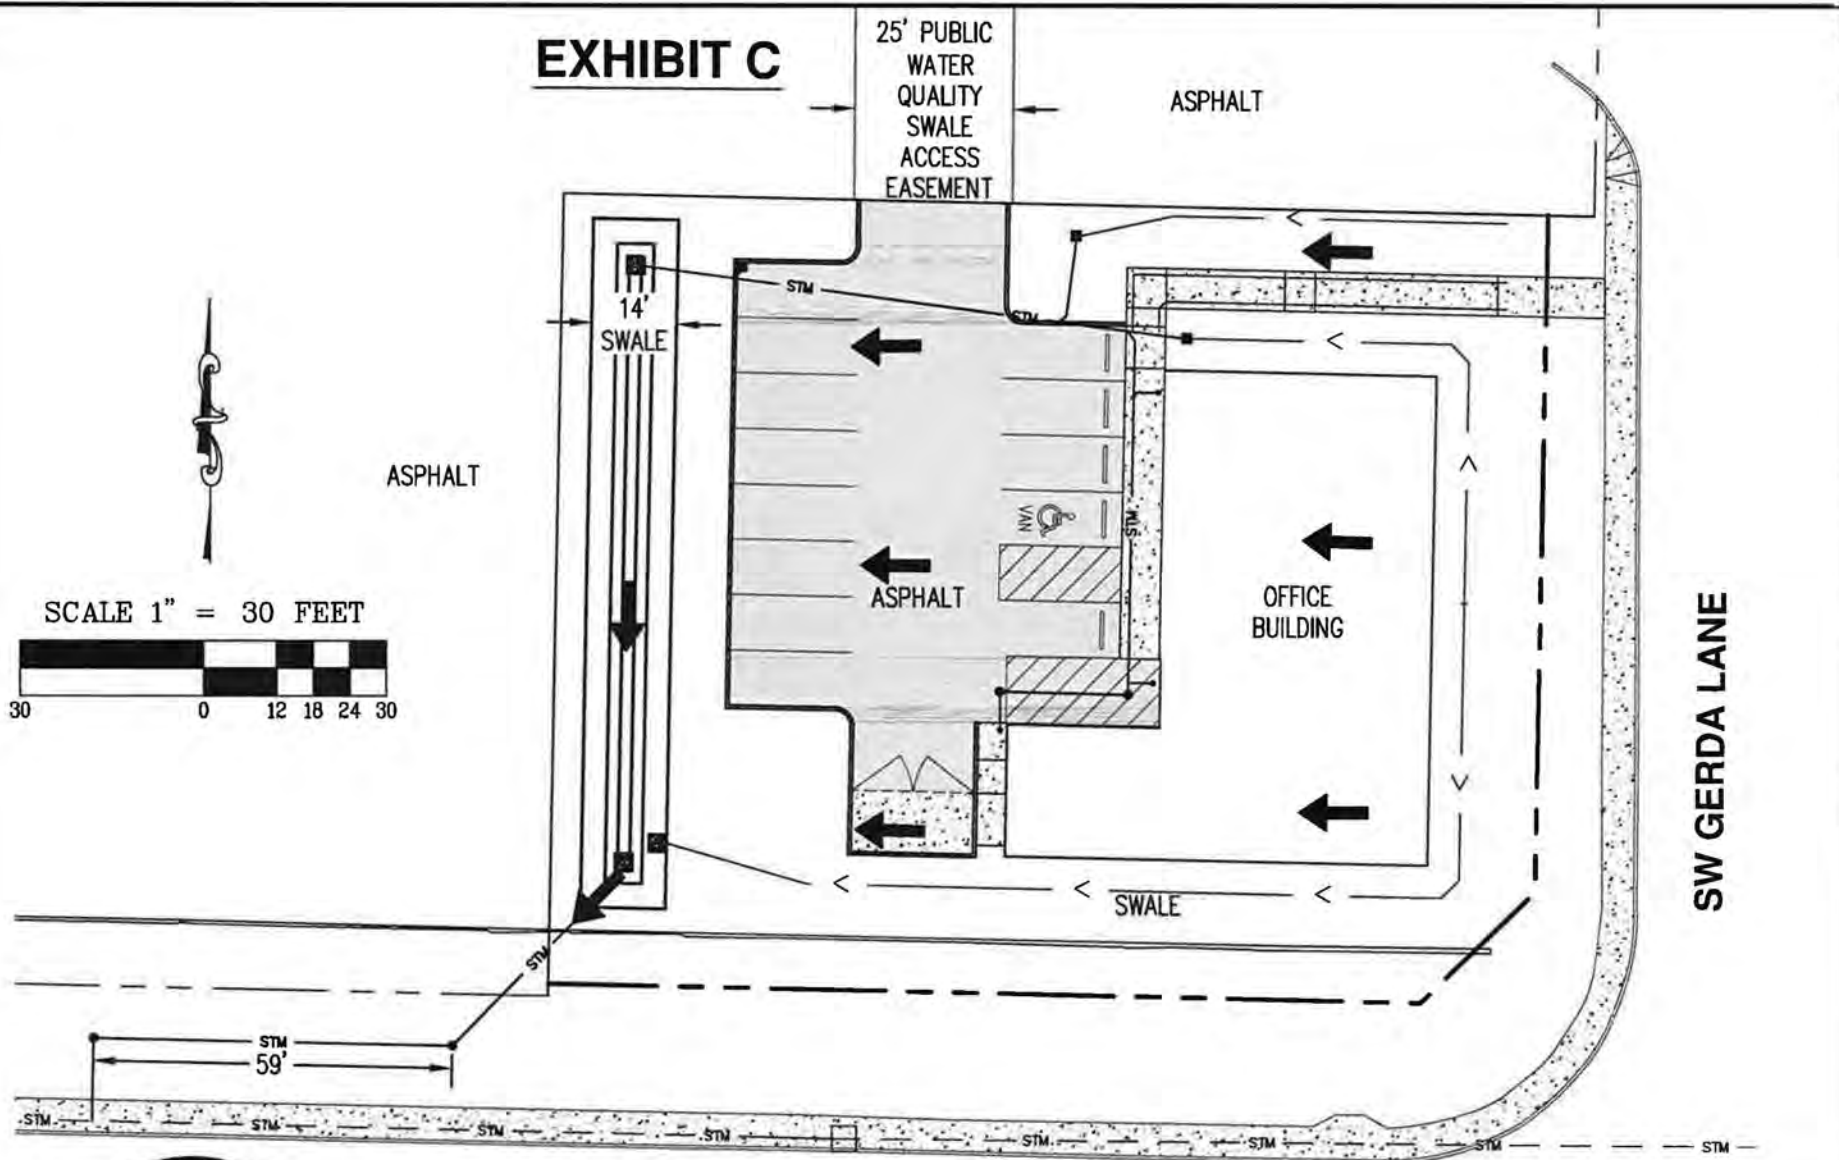 EXHIBIT C
25' PUBLIC
WATER
QUALITY
SWALE
ACCESS
EASEMENT
ASPHALT
STM
STM
14'
SWALE
ASPHALT
VAN
STM
ASPHALT
OFFICE
BUILDING
SCALE 1" = 30 FEET
30 0 12 18 24 30
SW GERDA LANE
SWALE
STM
STM
59'
STM STM STM STM STM STM STM STM